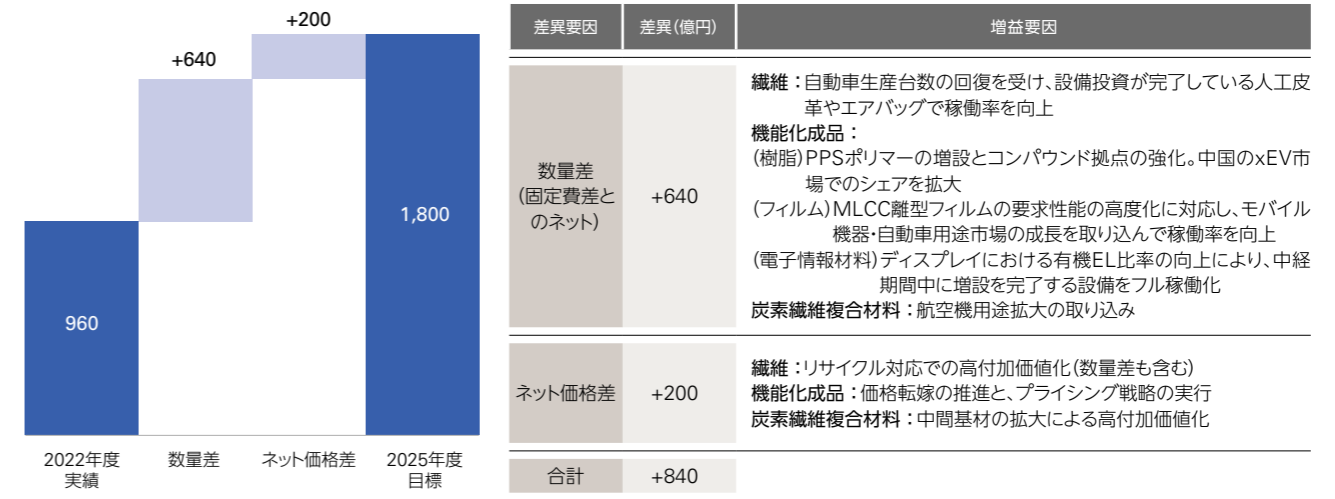 +200
+640
1,800
960
2022年度
実績
数量差
ネット価格差
2025年度
目標
差異要因
差異(億円)
増益要因
数量差
(固定費差と
のネット)
+640
繊維：自動車生産台数の回復を受け、設備投資が完了している人工皮
革やエアバッグで稼働率を向上
機能化成品：
(樹脂)PPSポリマーの増設とコンパウンド拠点の強化。中国のxEV市
場でのシェアを拡大
(フィルム)MLCC離型フィルムの要求性能の高度化に対応し、モバイル
機器・自動車用途市場の成長を取り込んで稼働率を向上
(電子情報材料)ディスプレイにおける有機EL比率の向上により、中経
期間中に増設を完了する設備をフル稼働化
炭素繊維複合材料：航空機用途拡大の取り込み
ネット価格差
+200
繊維：リサイクル対応での高付加価値化(数量差も含む)
機能化成品：価格転嫁の推進と、プライシング戦略の実行
炭素繊維複合材料：中間基材の拡大による高付加価値化
合計
+840